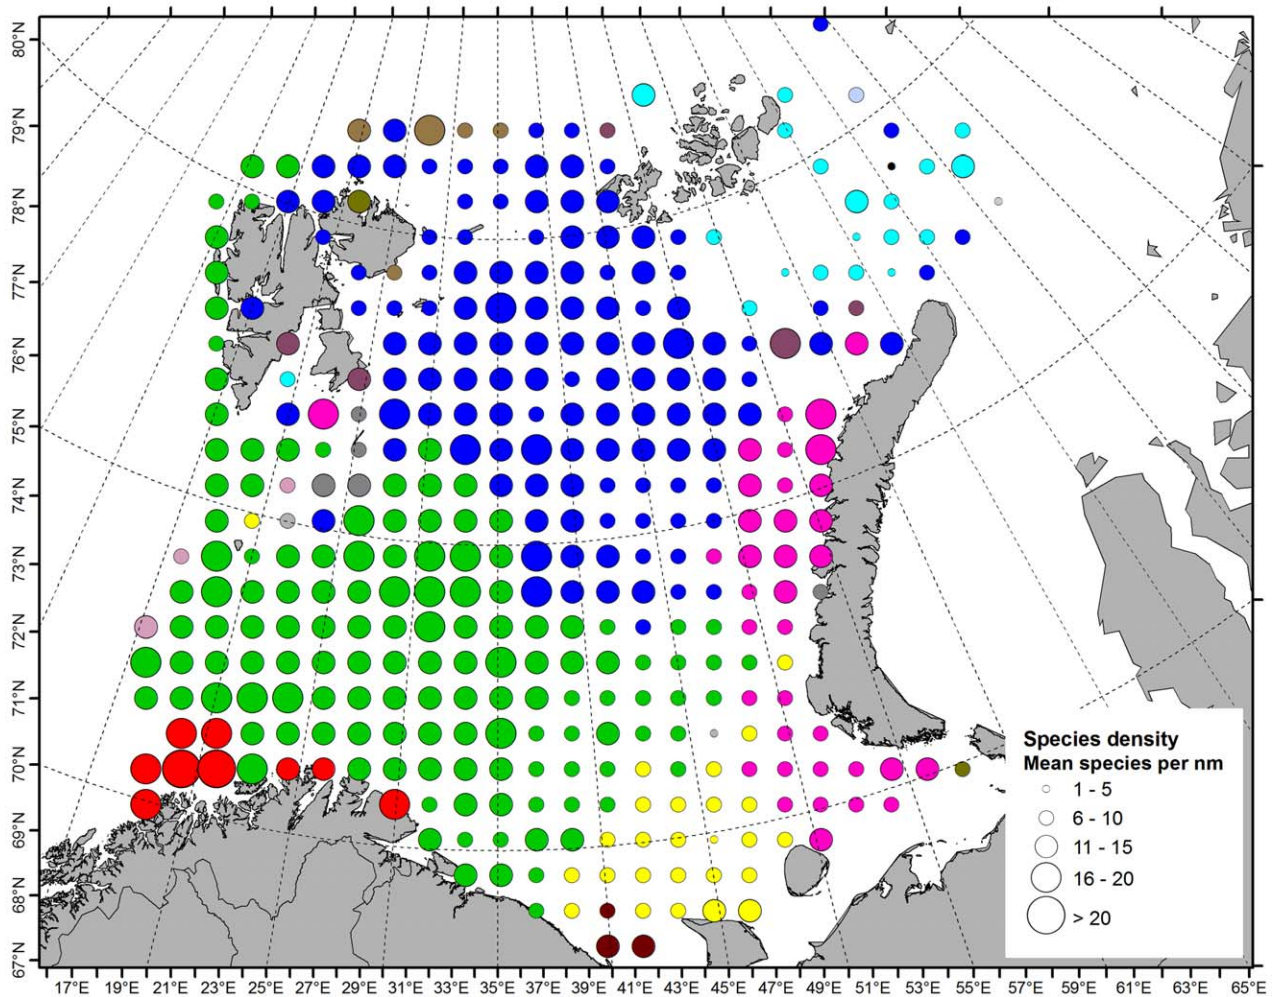 80°N
79°N
78°N
77°N
76°N
75°N
74°N
73°N
72°N
71°N
70°N
69°N
68°N
67°N
Species density
Mean species per nm
1 - 5
6 - 10
11 - 15
16 - 20
> 20
17°E 19°E 21°E 23°E 25°E 27°E 29°E 31°E 33°E 35°E 37°E 39°E 41°E 43°E 45°E 47°E 49°E 51°E 53°E 55°E 57°E 59°E 61°E 63°E 65°E